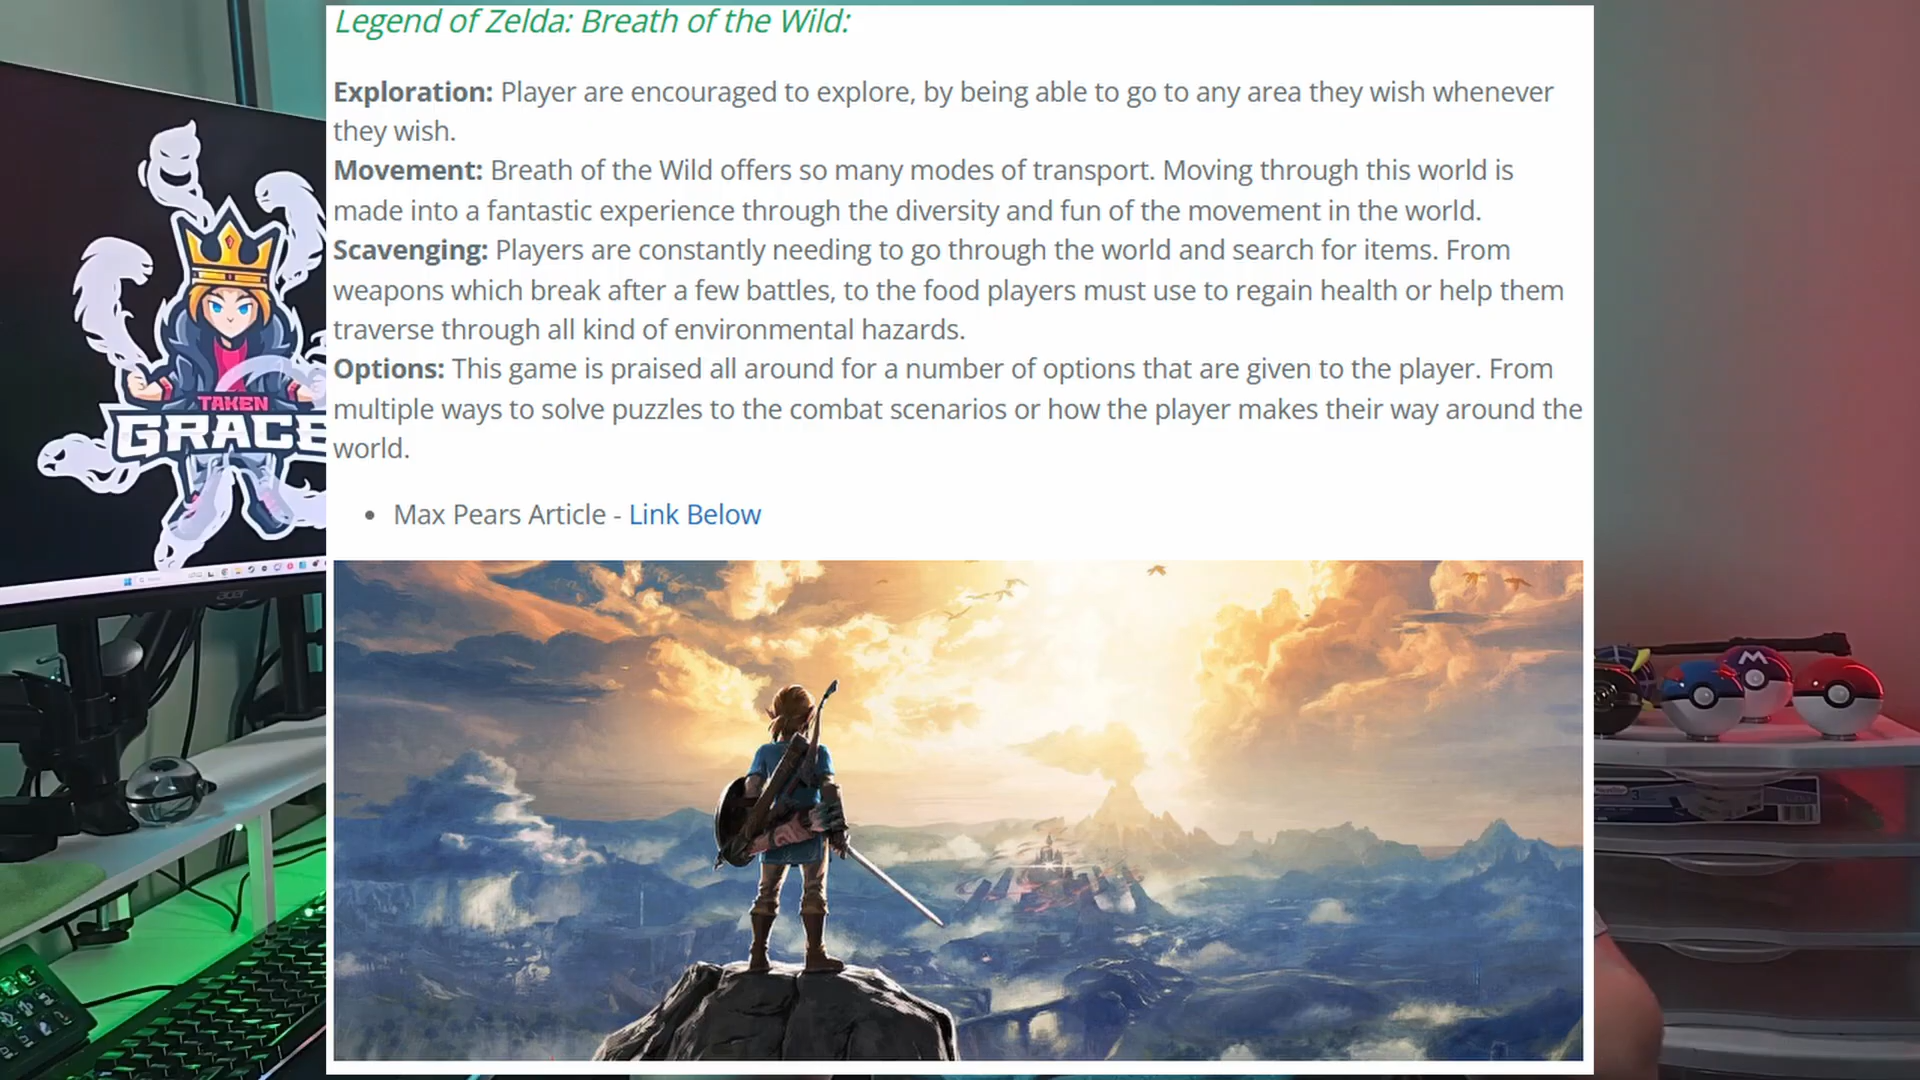 Legend of Zelda: Breath of the Wild:
Exploration: Player are encouraged to explore, by being able to go to any area they wish whenever
they wish.
Movement: Breath of the Wild offers so many modes of transport. Moving through this world is
made into a fantastic experience through the diversity and fun of the movement in the world.
Scavenging: Players are constantly needing to go through the world and search for items. From
weapons which break after a few battles, to the food players must use to regain health or help them
traverse through all kind of environmental hazards.
Options: This game is praised all around for a number of options that are given to the player. From
multiple ways to solve puzzles to the combat scenarios or how the player makes their way around the
world.
• Max Pears Article - Link Below
TAKEN
GRACE
acer
M